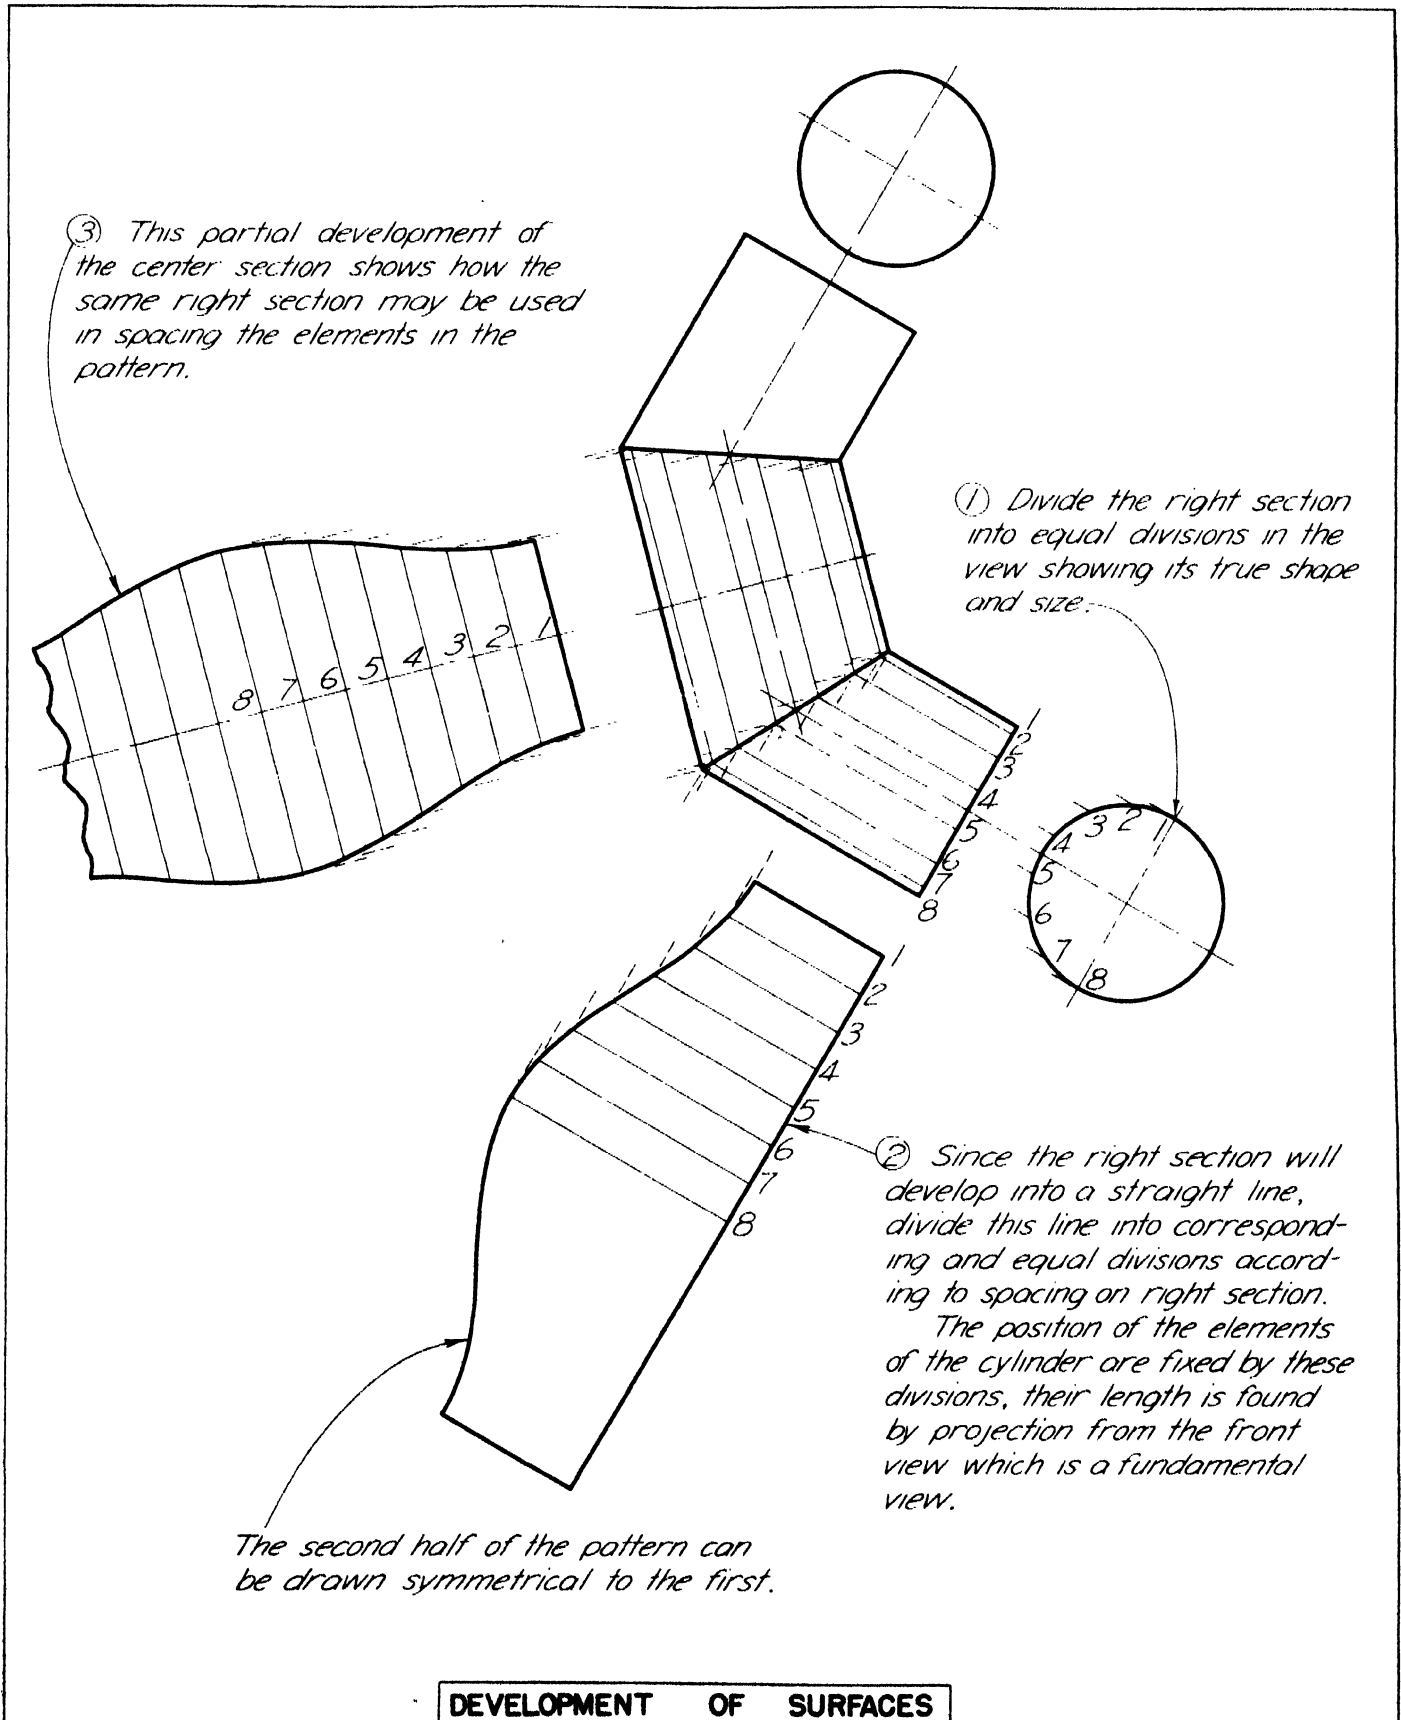 ③ This partial development of
the center section shows how the
same right section may be used
in spacing the elements in the
pattern.
① Divide the right section
into equal divisions in the
view showing its true shape
and size.
8 7 6 5 4 3 2 1
1
2
3
4
5
6
7
8
1
2
3
4
5
6
7
8
1
2
3
4
5
6
7
8
② Since the right section will
develop into a straight line,
divide this line into correspond-
ing and equal divisions accord-
ing to spacing on right section.
The position of the elements
of the cylinder are fixed by these
divisions, their length is found
by projection from the front
view which is a fundamental
view.
The second half of the pattern can
be drawn symmetrical to the first.
DEVELOPMENT OF SURFACES